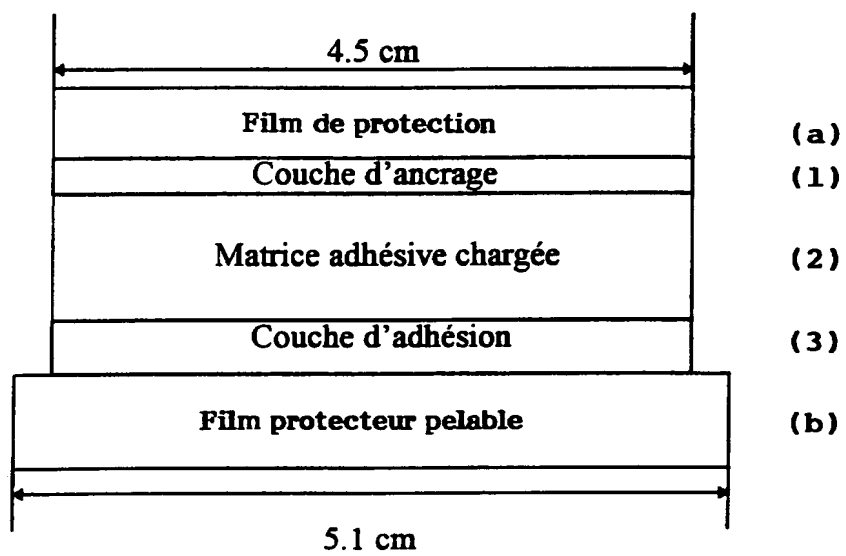 4.5 cm
Film de protection (a)
Couche d'ancrage (1)
Matrice adhésive chargée (2)
Couche d'adhésion (3)
Film protecteur pelable (b)
5.1 cm